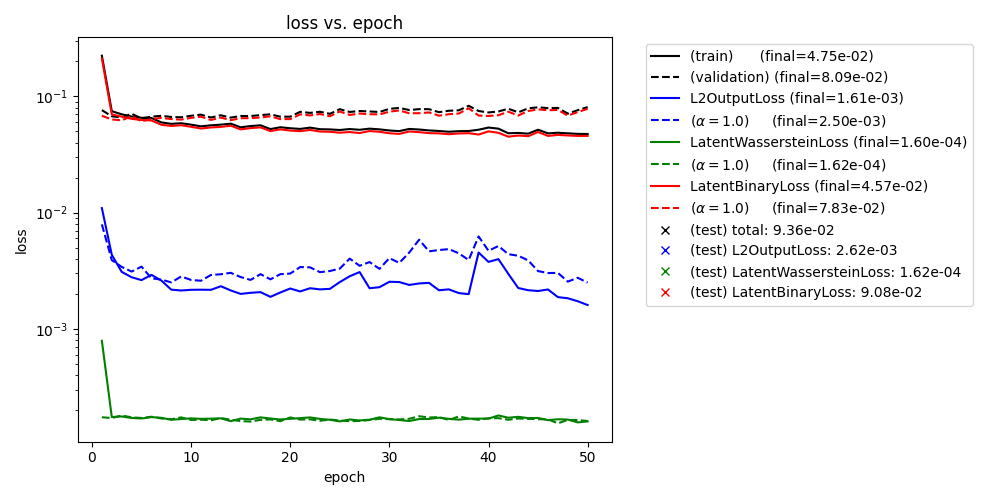 loss vs. epoch
loss
10⁻¹
10⁻²
10⁻³
0
10
20
30
40
50
epoch
(train) (final=4.75e-02)
(validation) (final=8.09e-02)
L2OutputLoss (final=1.61e-03)
(α = 1.0) (final=2.50e-03)
LatentWassersteinLoss (final=1.60e-04)
(α = 1.0) (final=1.62e-04)
LatentBinaryLoss (final=4.57e-02)
(α = 1.0) (final=7.83e-02)
(test) total: 9.36e-02
(test) L2OutputLoss: 2.62e-03
(test) LatentWassersteinLoss: 1.62e-04
(test) LatentBinaryLoss: 9.08e-02